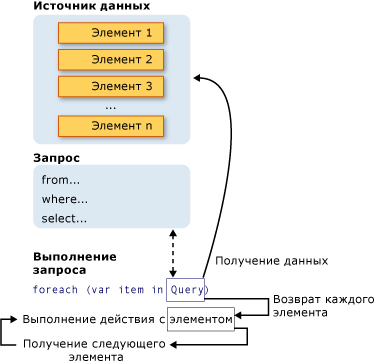 Источник данных
Элемент 1
Элемент 2
Элемент 3
...
Элемент n
Запрос
from...
where...
select...
Получение данных
Выполнение
запроса
foreach (var item in Query)
Возврат каждого
элемента
Выполнение действия с элементом
Получение следующего
элемента